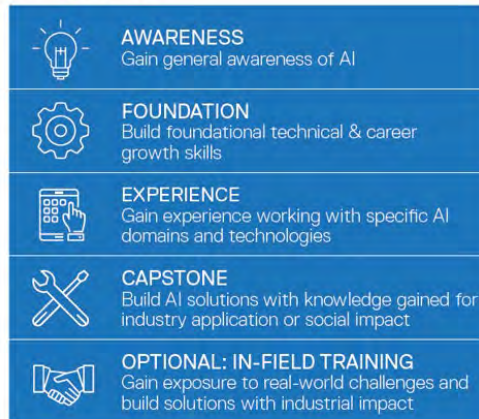 AWARENESS
Gain general awareness of AI
FOUNDATION
Build foundational technical & career
growth skills
EXPERIENCE
Gain experience working with specific AI
domains and technologies
CAPSTONE
Build AI solutions with knowledge gained for
industry application or social impact
OPTIONAL: IN-FIELD TRAINING
Gain exposure to real-world challenges and
build solutions with industrial impact